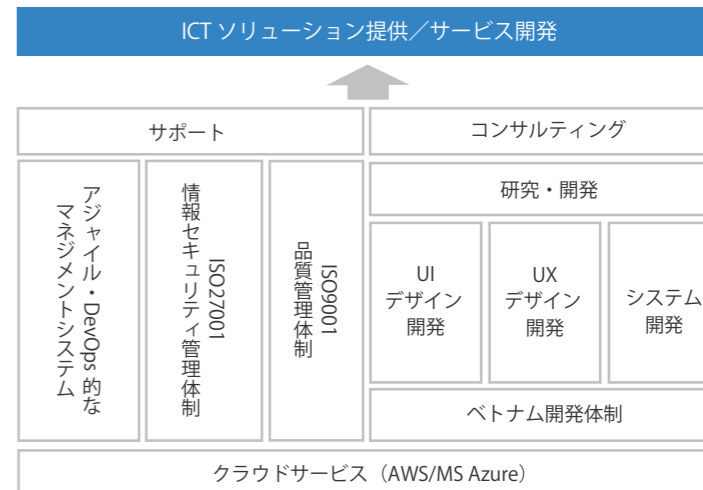 ICT ソリューション提供／サービス開発
サポート
コンサルティング
アジャイル・DevOps 的な
マネジメントシステム
ISO27001
情報セキュリティ管理体制
ISO9001
品質管理体制
研究・開発
UI
デザイン
開発
UX
デザイン
開発
システム
開発
ベトナム開発体制
クラウドサービス（AWS/MS Azure）